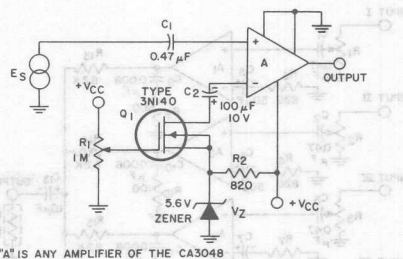 C1
0.47 µF
+
A
−
OUTPUT
ES
+VCC
TYPE
3N140
Q1
C2
+
100 µF
10 V
R1
1 M
R2
820
5.6 V
ZENER
VZ
+VCC
"A" IS ANY AMPLIFIER OF THE CA3048